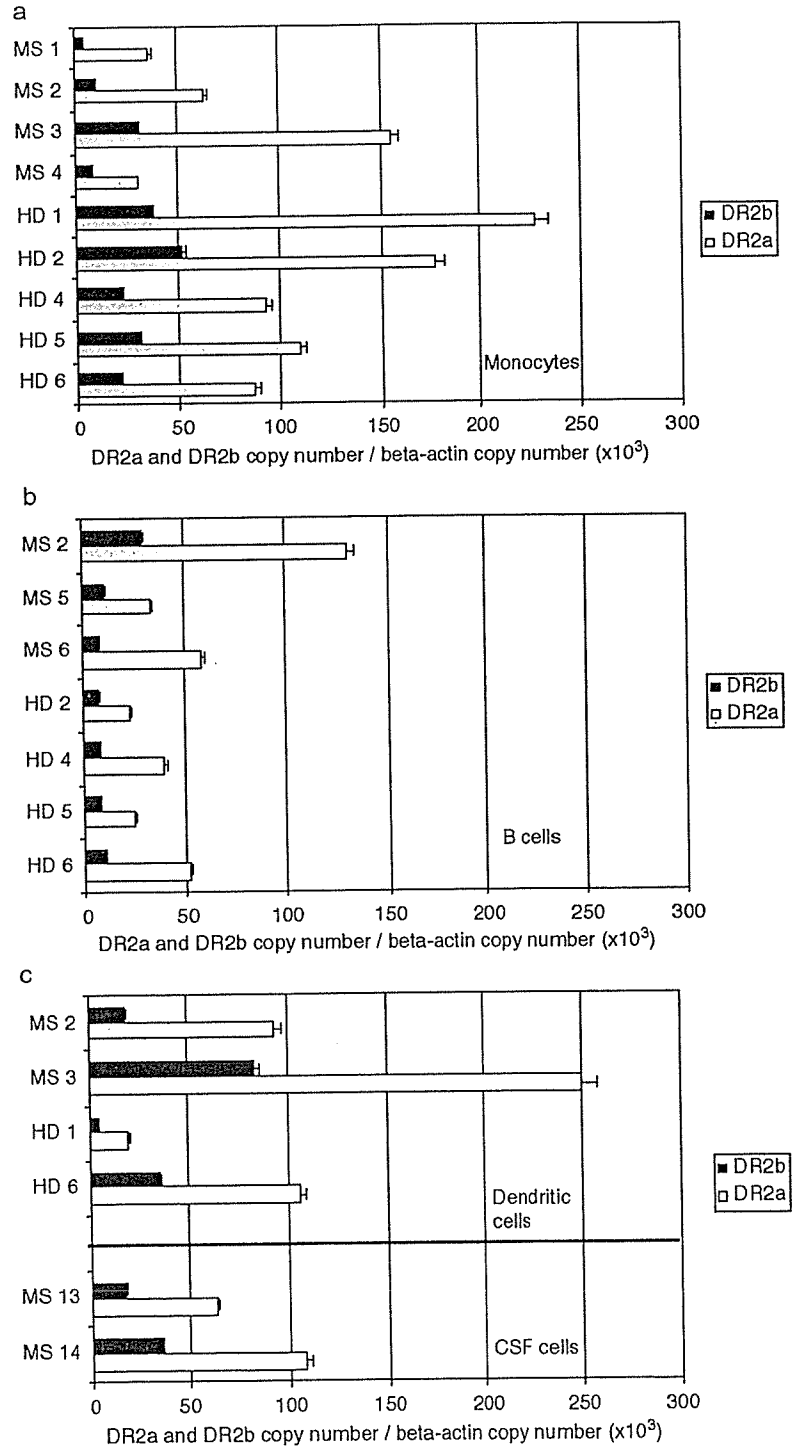 a
MS 1
MS 2
MS 3
MS 4
HD 1
HD 2
HD 4
HD 5
HD 6
DR2b
DR2a
Monocytes
0 50 100 150 200 250 300
DR2a and DR2b copy number / beta-actin copy number (x10³)
b
MS 2
MS 5
MS 6
HD 2
HD 4
HD 5
HD 6
DR2b
DR2a
B cells
0 50 100 150 200 250 300
DR2a and DR2b copy number / beta-actin copy number (x10³)
c
MS 2
MS 3
HD 1
HD 6
DR2b
DR2a
Dendritic
cells
MS 13
MS 14
CSF cells
0 50 100 150 200 250 300
DR2a and DR2b copy number / beta-actin copy number (x10³)